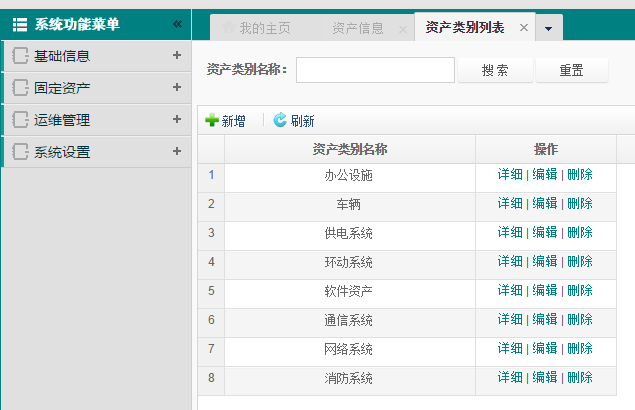 系统功能菜单 «
基础信息 +
固定资产 +
运维管理 +
系统设置 +
我的主页 资产信息 × 资产类别列表 ×
资产类别名称： 搜 索 重置
新增 刷新
资产类别名称 操作
1 办公设施 详细 | 编辑 | 删除
2 车辆 详细 | 编辑 | 删除
3 供电系统 详细 | 编辑 | 删除
4 环动系统 详细 | 编辑 | 删除
5 软件资产 详细 | 编辑 | 删除
6 通信系统 详细 | 编辑 | 删除
7 网络系统 详细 | 编辑 | 删除
8 消防系统 详细 | 编辑 | 删除